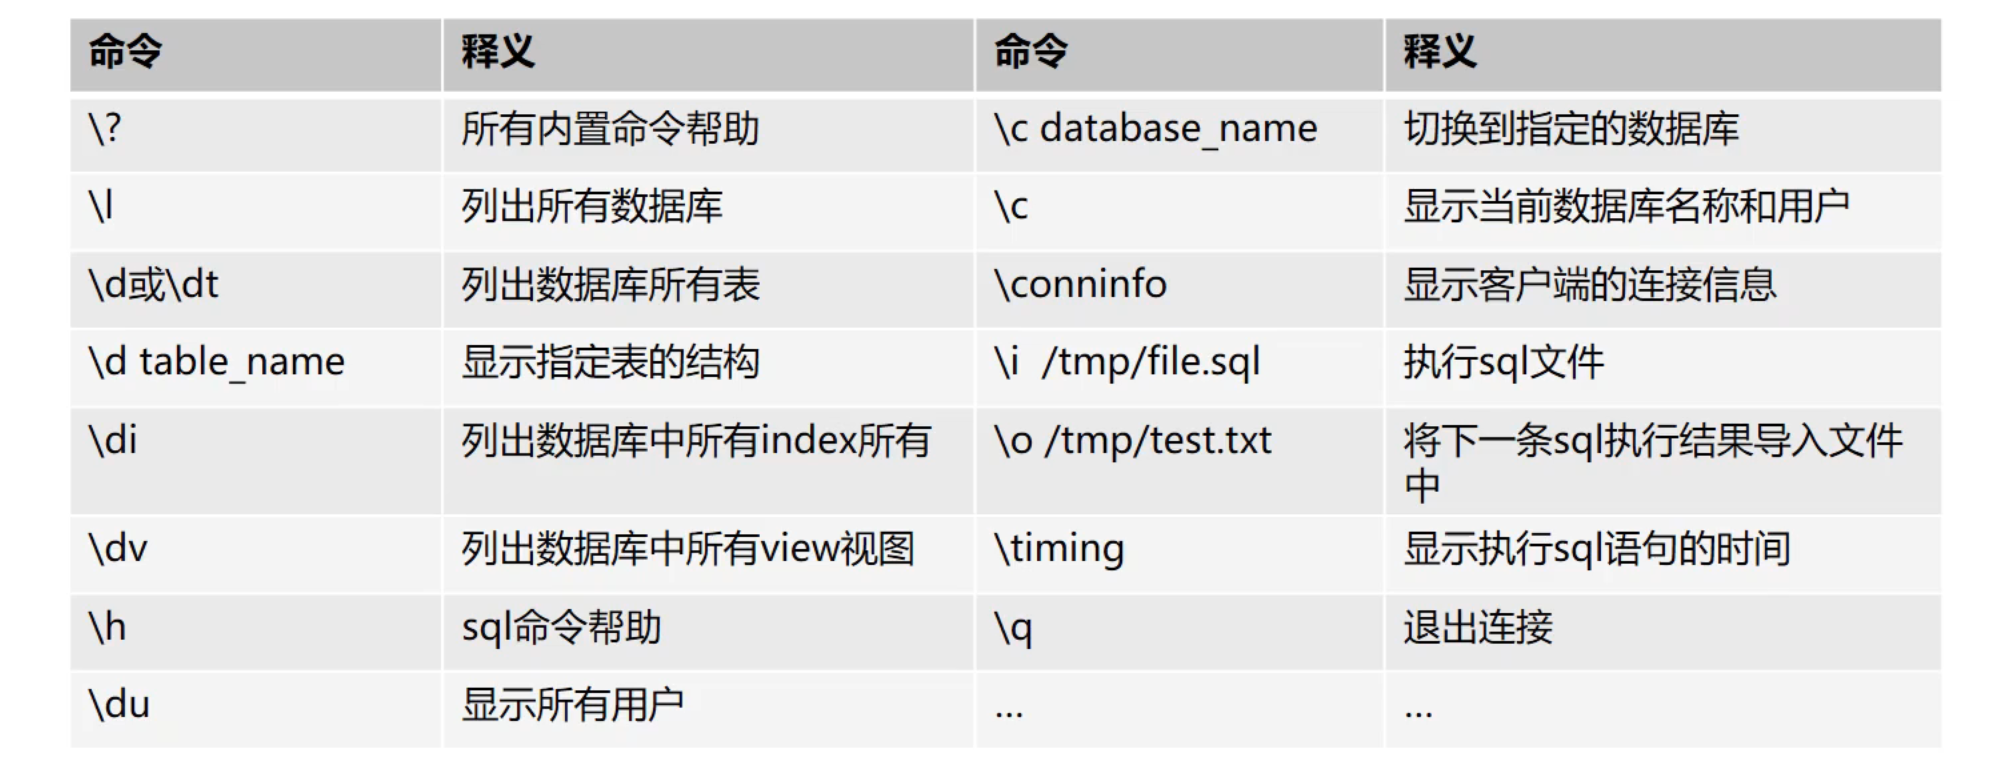 命令 释义 命令 释义
\? 所有内置命令帮助 \c database_name 切换到指定的数据库
\l 列出所有数据库 \c 显示当前数据库名称和用户
\d或\dt 列出数据库所有表 \conninfo 显示客户端的连接信息
\d table_name 显示指定表的结构 \i /tmp/file.sql 执行sql文件
\di 列出数据库中所有index所有 \o /tmp/test.txt 将下一条sql执行结果导入文件
中
\dv 列出数据库中所有view视图 \timing 显示执行sql语句的时间
\h sql命令帮助 \q 退出连接
\du 显示所有用户 ... ...